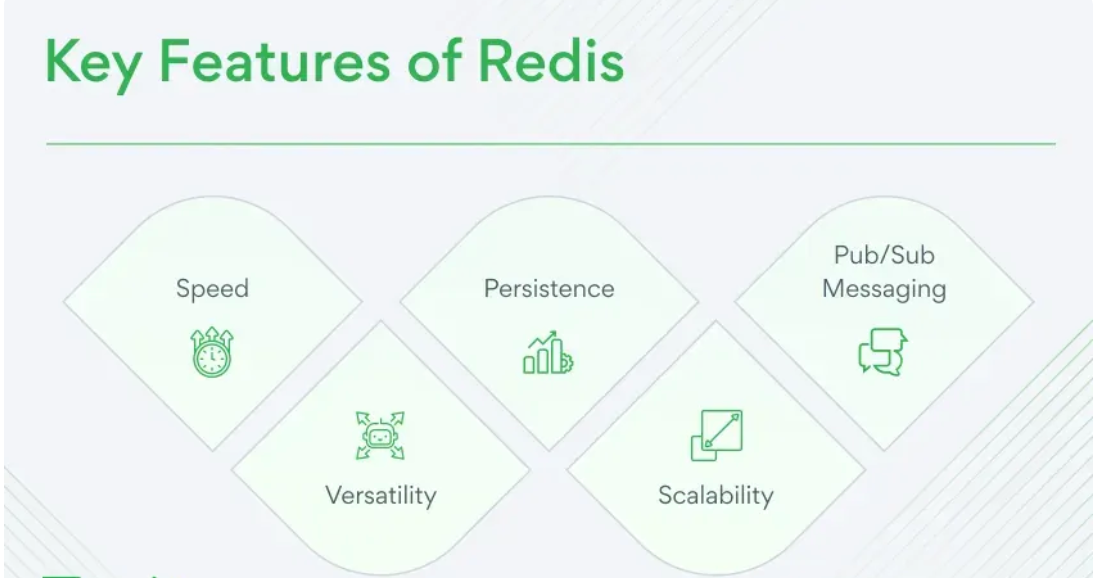 Key Features of Redis
Speed
Versatility
Persistence
Scalability
Pub/Sub
Messaging